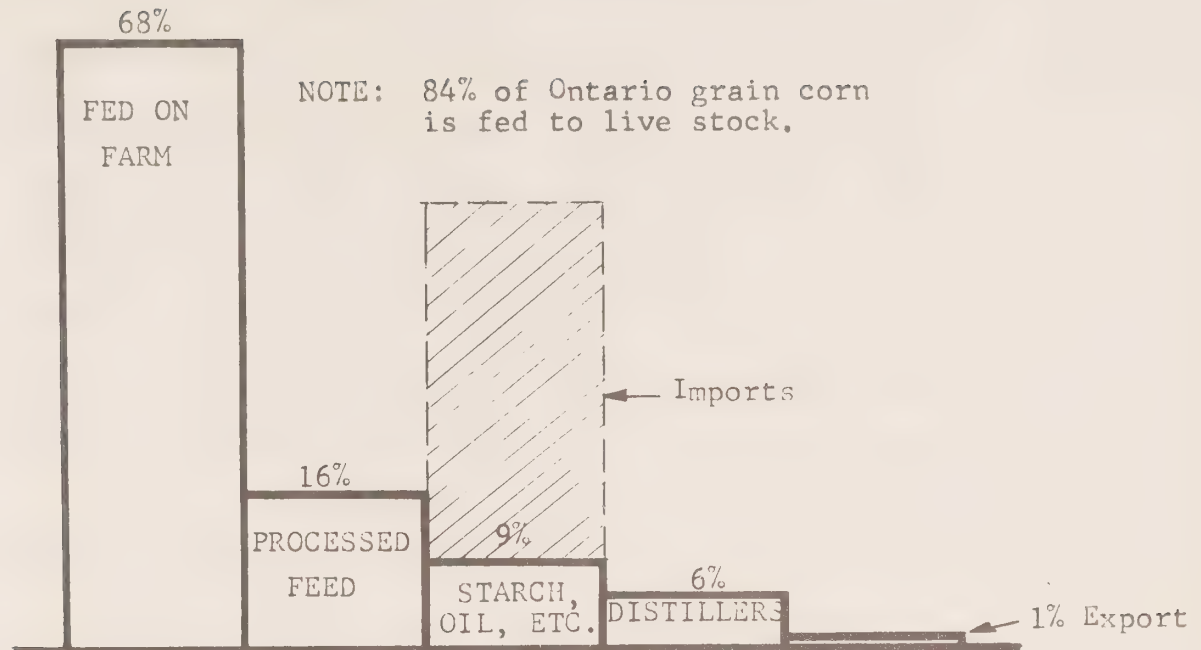 68%
FED ON
FARM
NOTE: 84% of Ontario grain corn
is fed to live stock.
Imports
16%
PROCESSED
FEED
9%
STARCH,
OIL, ETC.
6%
DISTILLERS
1% Export